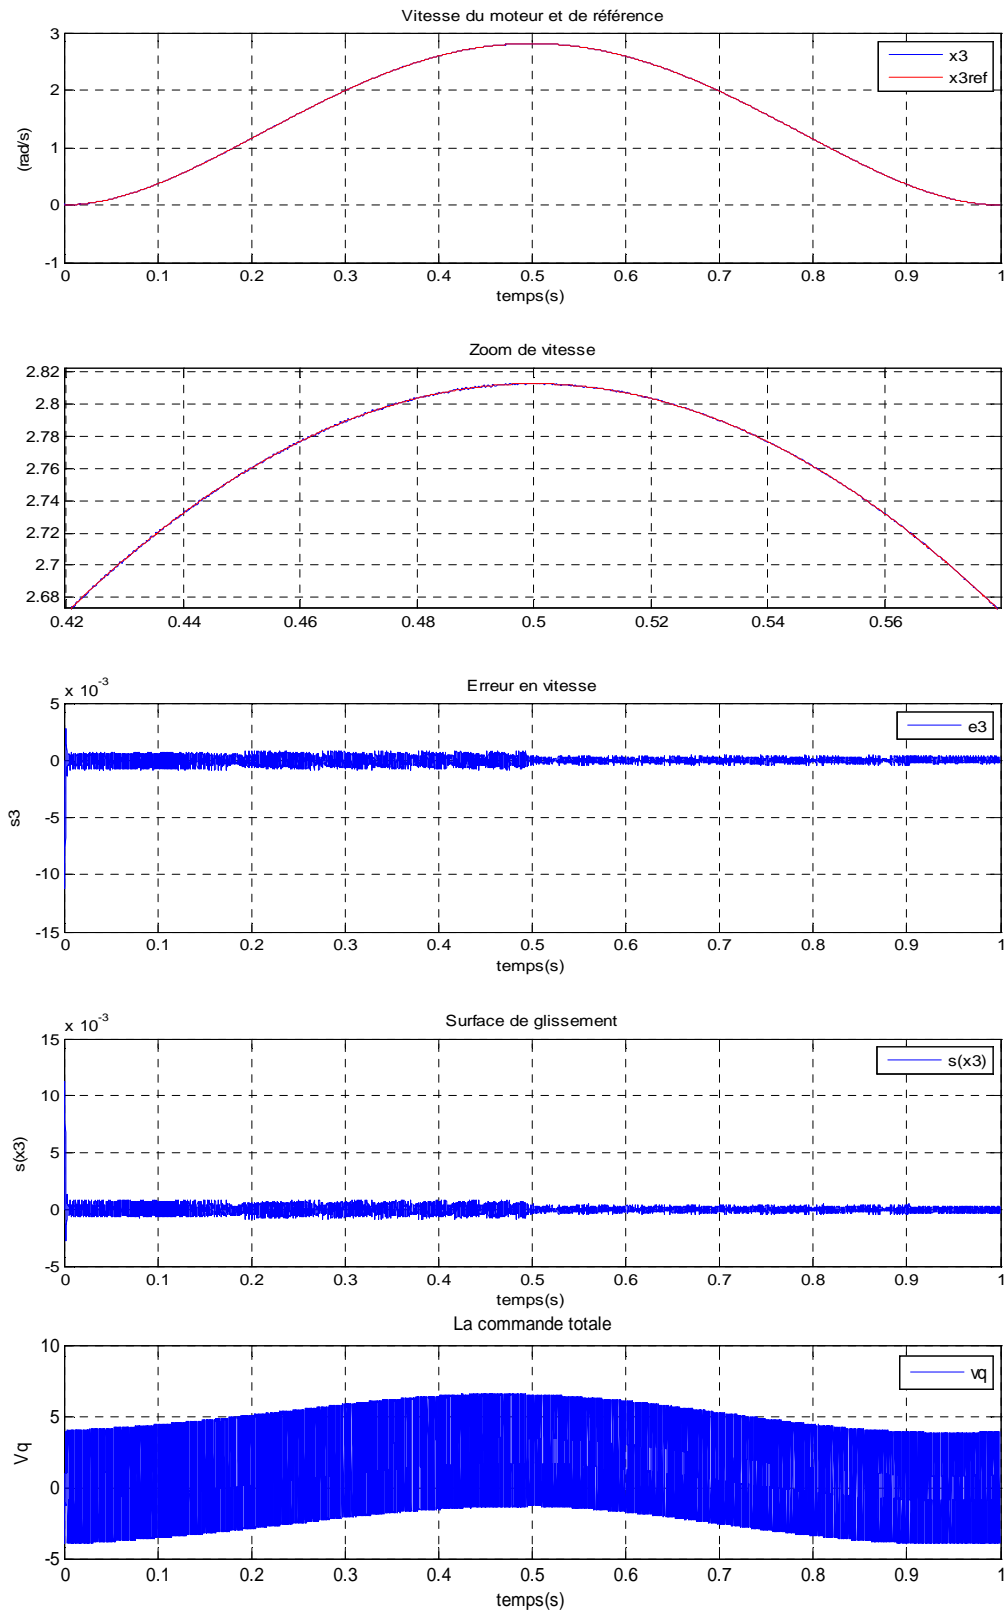 Vitesse du moteur et de référence
3
2
1
0
-1
(rad/s)
x3
x3ref
0 0.1 0.2 0.3 0.4 0.5 0.6 0.7 0.8 0.9 1
temps(s)
Zoom de vitesse
2.82
2.8
2.78
2.76
2.74
2.72
2.7
2.68
0.42 0.44 0.46 0.48 0.5 0.52 0.54 0.56
Erreur en vitesse
x 10^-3
5
0
-5
-10
-15
s3
e3
0 0.1 0.2 0.3 0.4 0.5 0.6 0.7 0.8 0.9 1
temps(s)
Surface de glissement
x 10^-3
15
10
5
0
-5
s(x3)
s(x3)
0 0.1 0.2 0.3 0.4 0.5 0.6 0.7 0.8 0.9 1
temps(s)
La commande totale
10
5
0
-5
Vq
vq
0 0.1 0.2 0.3 0.4 0.5 0.6 0.7 0.8 0.9 1
temps(s)